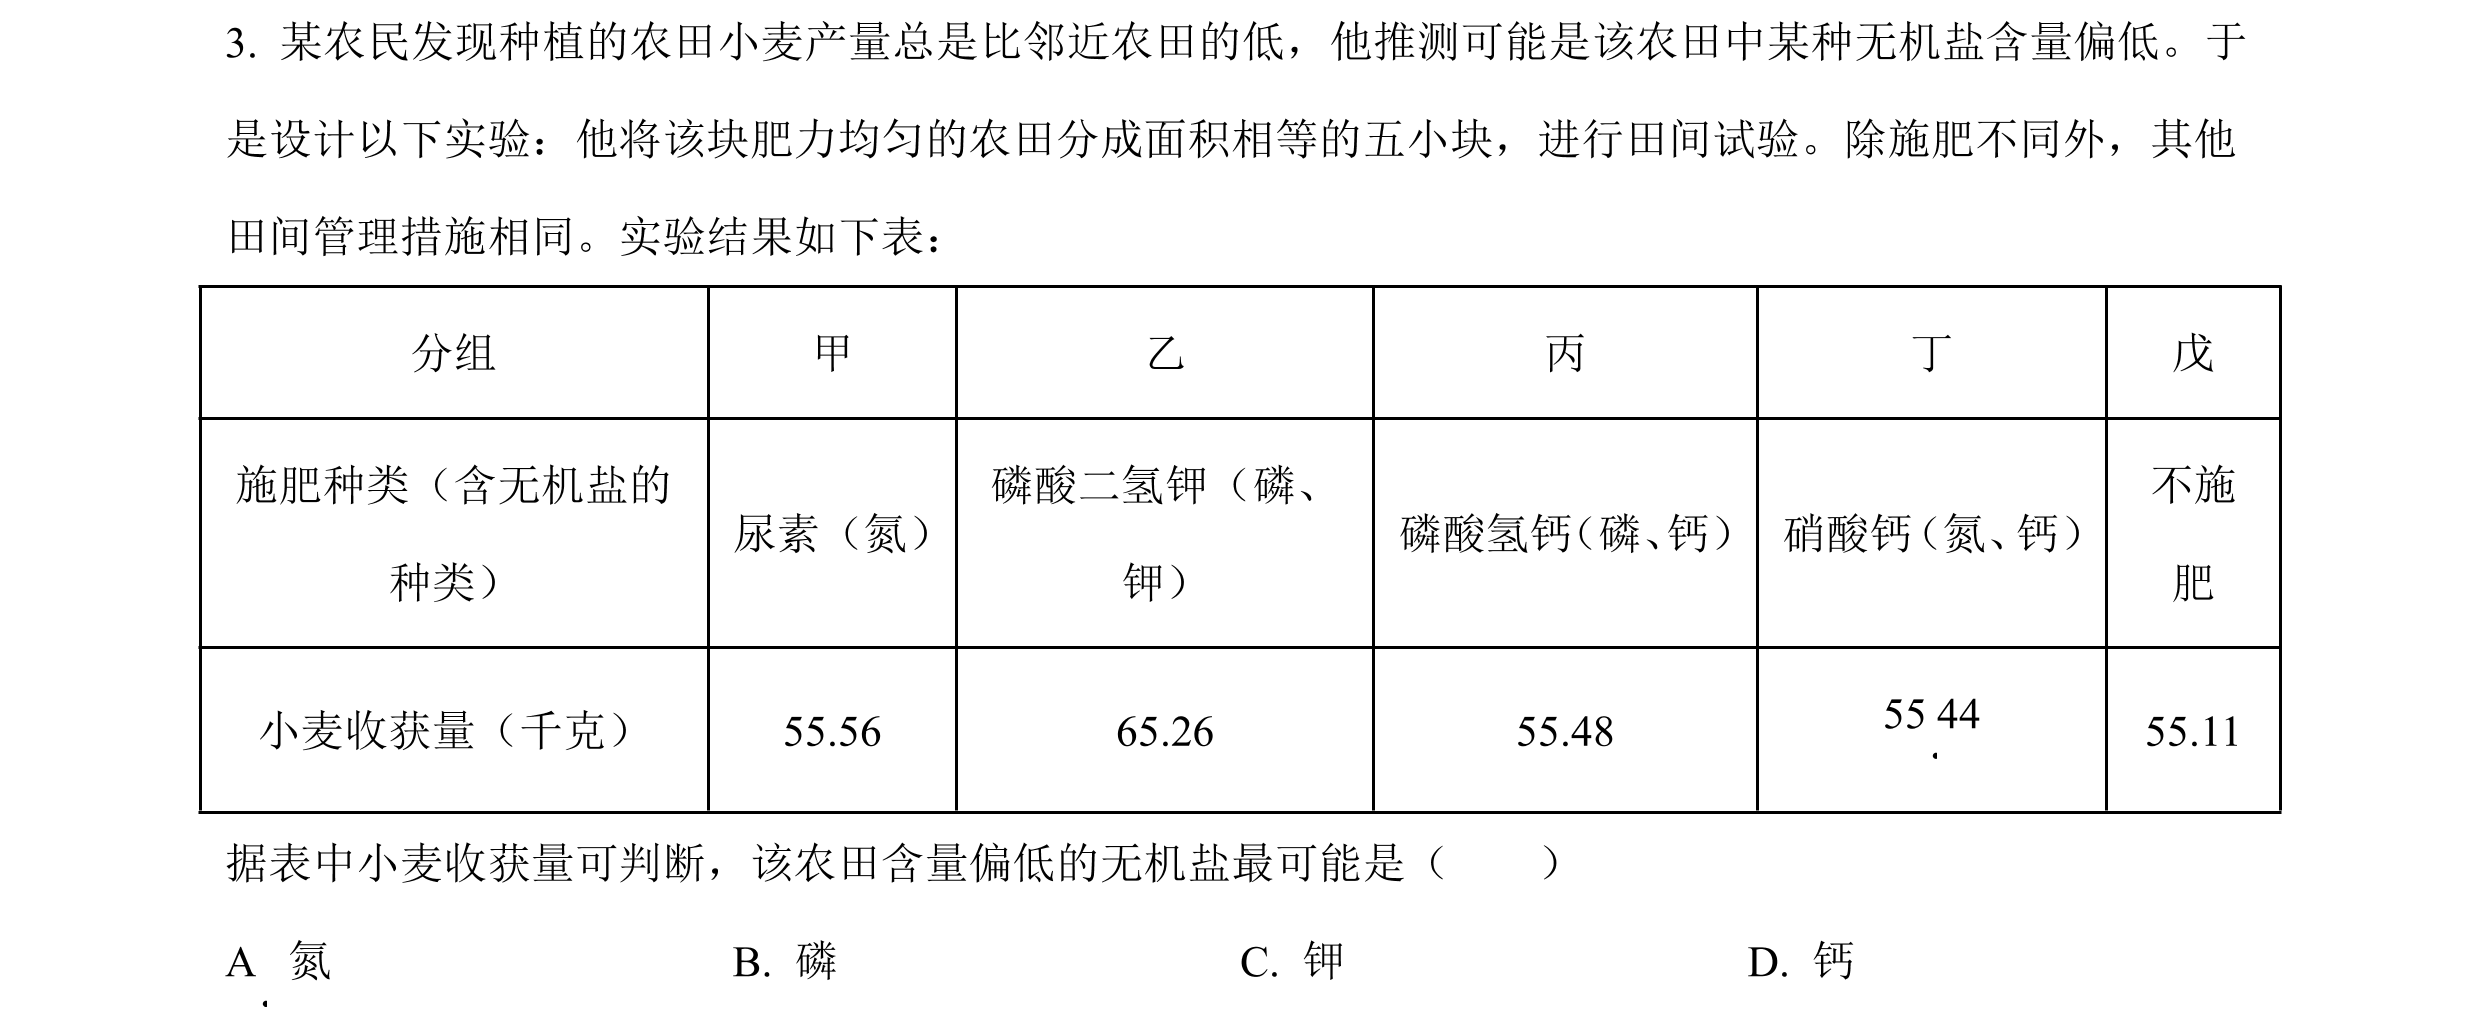 3. 某农民发现种植的农田小麦产量总是比邻近农田的低，他推测可能是该农田中某种无机盐含量偏低。于
是设计以下实验：他将该块肥力均匀的农田分成面积相等的五小块，进行田间试验。除施肥不同外，其他
田间管理措施相同。实验结果如下表：
分组 甲 乙 丙 丁 戊
施肥种类（含无机盐的
种类） 尿素（氮） 磷酸二氢钾（磷、
钾） 磷酸氢钙（磷、钙） 硝酸钙（氮、钙） 不施
肥
小麦收获量（千克） 55.56 65.26 55.48 55.44 55.11
据表中小麦收获量可判断，该农田含量偏低的无机盐最可能是（　　）
A. 氮 B. 磷 C. 钾 D. 钙